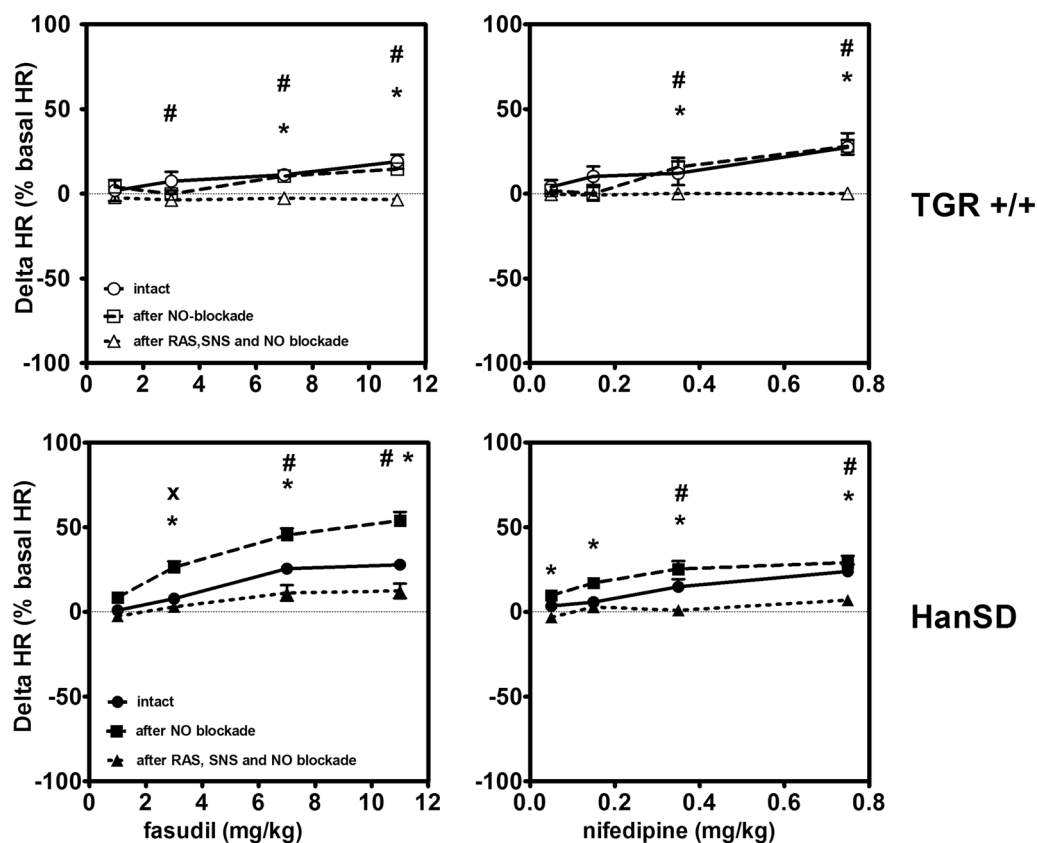 Delta HR (% basal HR)
100
50
0
-50
-100
#
#
*
#
*
intact
after NO-blockade
after RAS,SNS and NO blockade
0 2 4 6 8 10 12
100
50
0
-50
-100
#
*
#
*
0.0 0.2 0.4 0.6 0.8
TGR +/+
Delta HR (% basal HR)
100
50
0
-50
-100
x
*
#
*
# *
intact
after NO blockade
after RAS, SNS and NO blockade
0 2 4 6 8 10 12
fasudil (mg/kg)
100
50
0
-50
-100
*
*
#
*
#
*
0.0 0.2 0.4 0.6 0.8
nifedipine (mg/kg)
HanSD